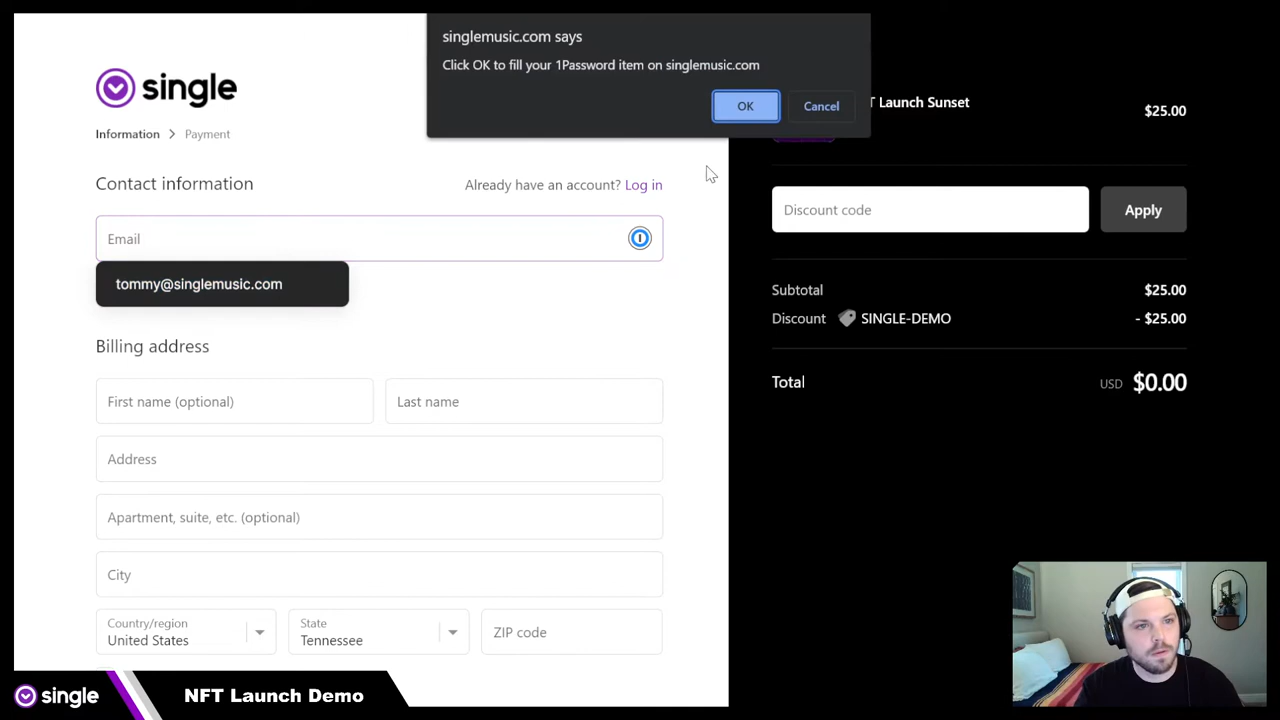 singlemusic.com says
Click OK to fill your 1Password item on singlemusic.com
OK
Cancel
single
Information > Payment
Contact information
Already have an account? Log in
Email
tommy@singlemusic.com
Billing address
First name (optional)
Last name
Address
Apartment, suite, etc. (optional)
City
Country/region
United States
State
Tennessee
ZIP code
T Launch Sunset
$25.00
Discount code
Apply
Subtotal
$25.00
Discount SINGLE-DEMO
- $25.00
Total
USD $0.00
single
NFT Launch Demo